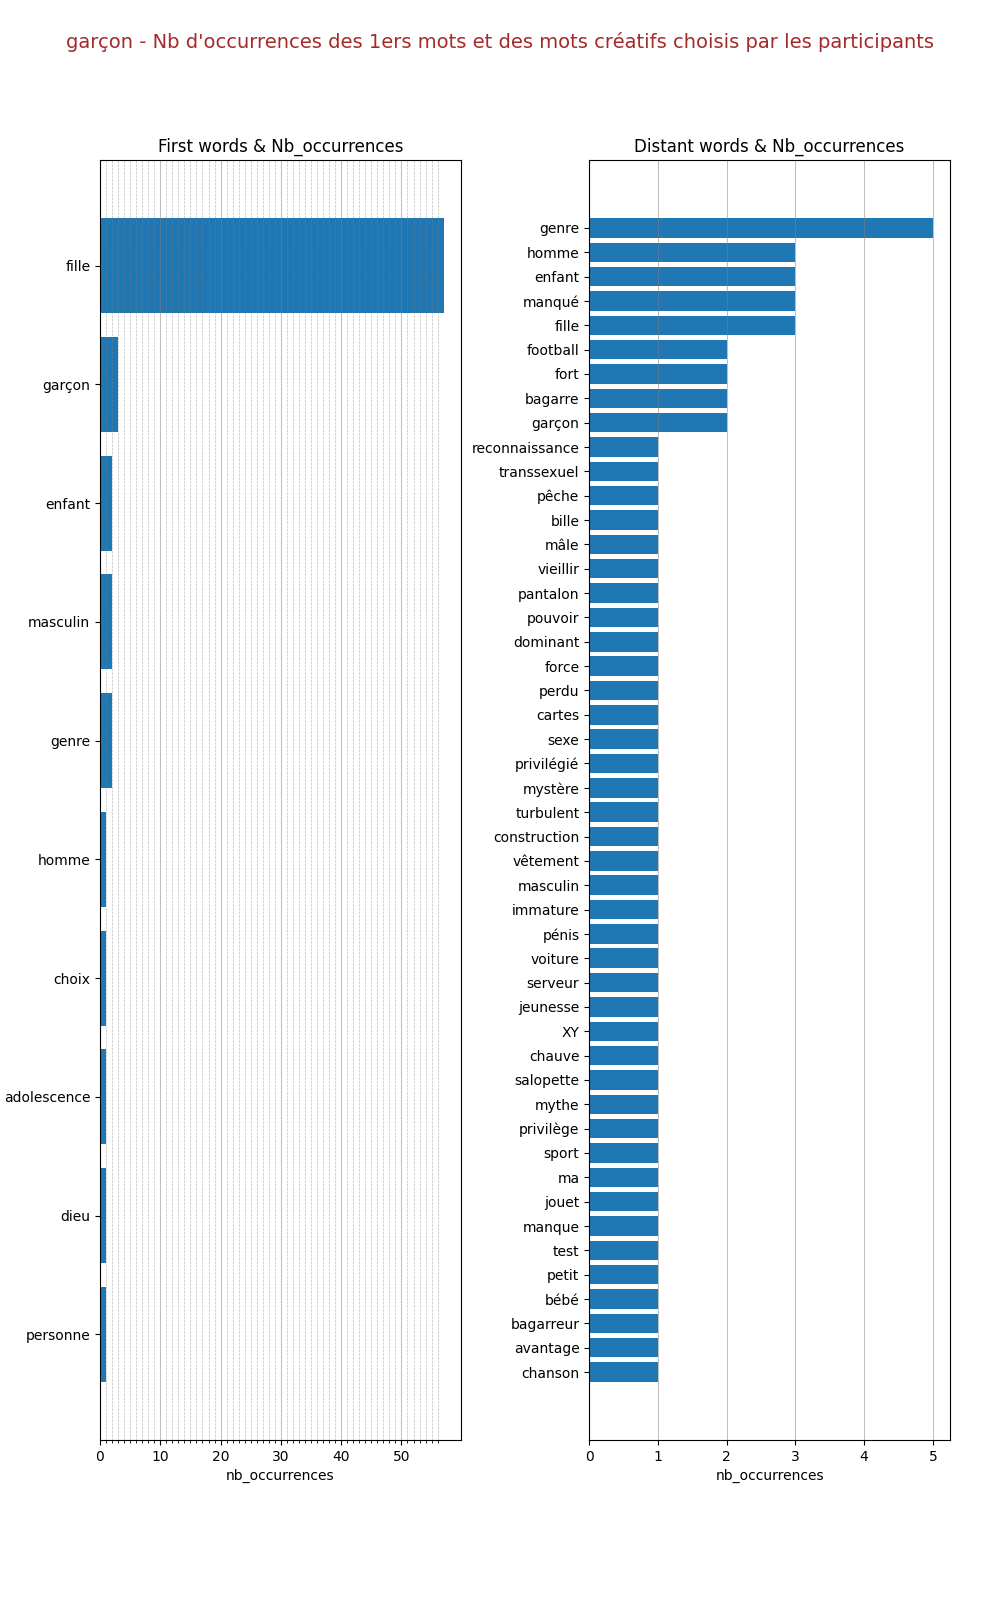 garçon - Nb d'occurrences des 1ers mots et des mots créatifs choisis par les participants
First words & Nb_occurrences
fille
garçon
enfant
masculin
genre
homme
choix
adolescence
dieu
personne
0 10 20 30 40 50
nb_occurrences
Distant words & Nb_occurrences
genre
homme
enfant
manqué
fille
football
fort
bagarre
garçon
reconnaissance
transsexuel
pêche
bille
mâle
vieillir
pantalon
pouvoir
dominant
force
perdu
cartes
sexe
privilégié
mystère
turbulent
construction
vêtement
masculin
immature
pénis
voiture
serveur
jeunesse
XY
chauve
salopette
mythe
privilège
sport
ma
jouet
manque
test
petit
bébé
bagarreur
avantage
chanson
0 1 2 3 4 5
nb_occurrences